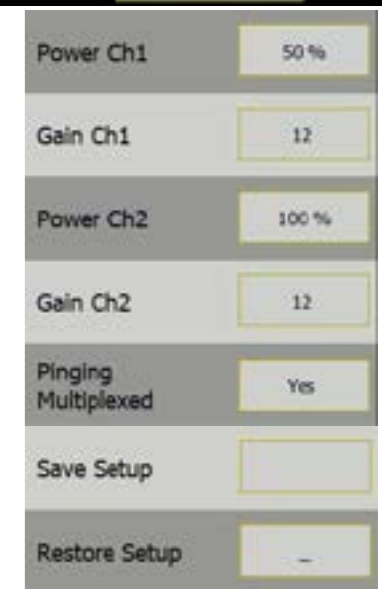 Power Ch1 50 %
Gain Ch1 12
Power Ch2 100 %
Gain Ch2 12
Pinging
Multiplexed Yes
Save Setup
Restore Setup _